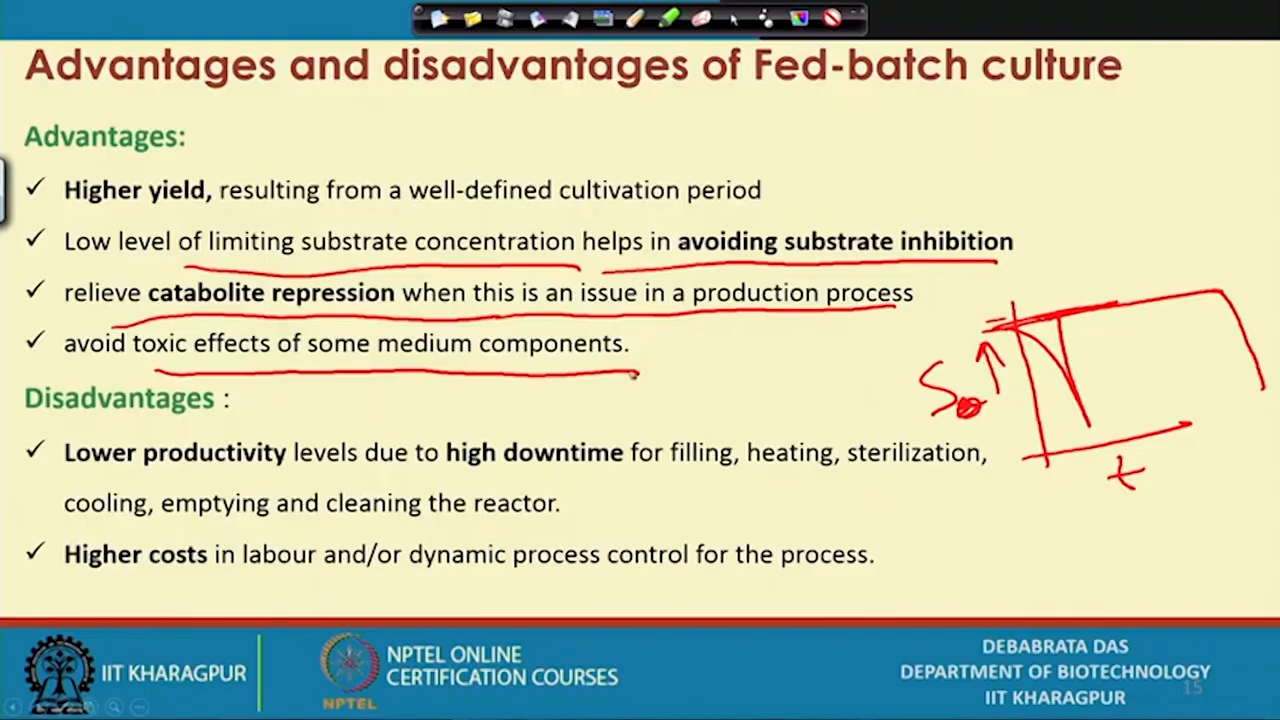 Advantages and disadvantages of Fed-batch culture
Advantages:
✓ Higher yield, resulting from a well-defined cultivation period
✓ Low level of limiting substrate concentration helps in avoiding substrate inhibition
✓ relieve catabolite repression when this is an issue in a production process
✓ avoid toxic effects of some medium components.
S
t
Disadvantages :
✓ Lower productivity levels due to high downtime for filling, heating, sterilization,
cooling, emptying and cleaning the reactor.
✓ Higher costs in labour and/or dynamic process control for the process.
IIT KHARAGPUR
NPTEL
NPTEL ONLINE
CERTIFICATION COURSES
DEBABRATA DAS
DEPARTMENT OF BIOTECHNOLOGY
IIT KHARAGPUR
15